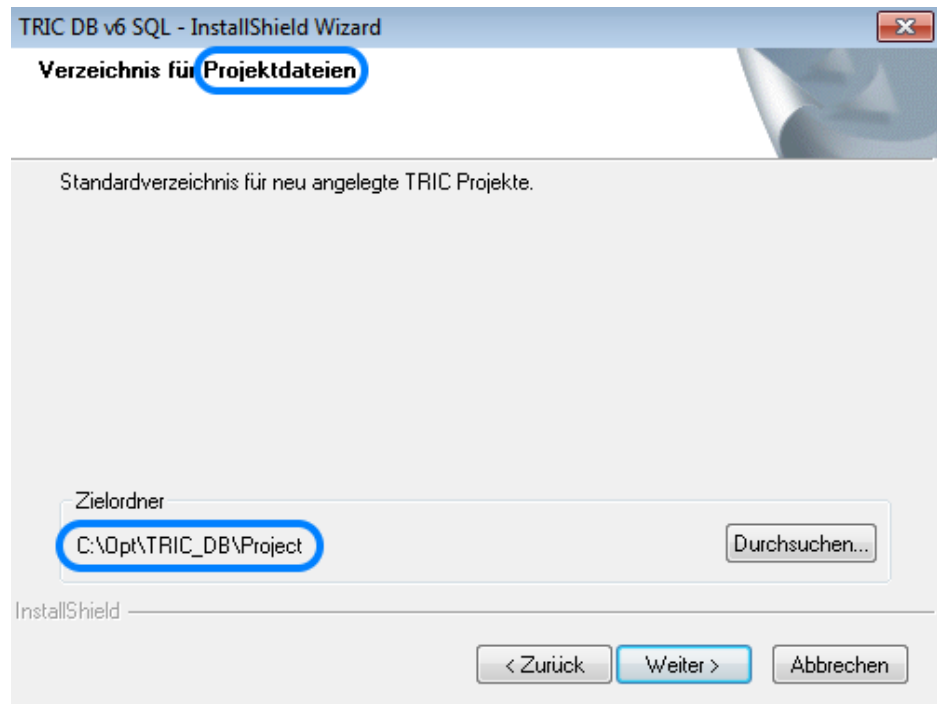 TRIC DB v6 SQL - InstallShield Wizard
Verzeichnis für Projektdateien
Standardverzeichnis für neu angelegte TRIC Projekte.
Zielordner
C:\Opt\TRIC_DB\Project
Durchsuchen...
InstallShield
< Zurück
Weiter >
Abbrechen